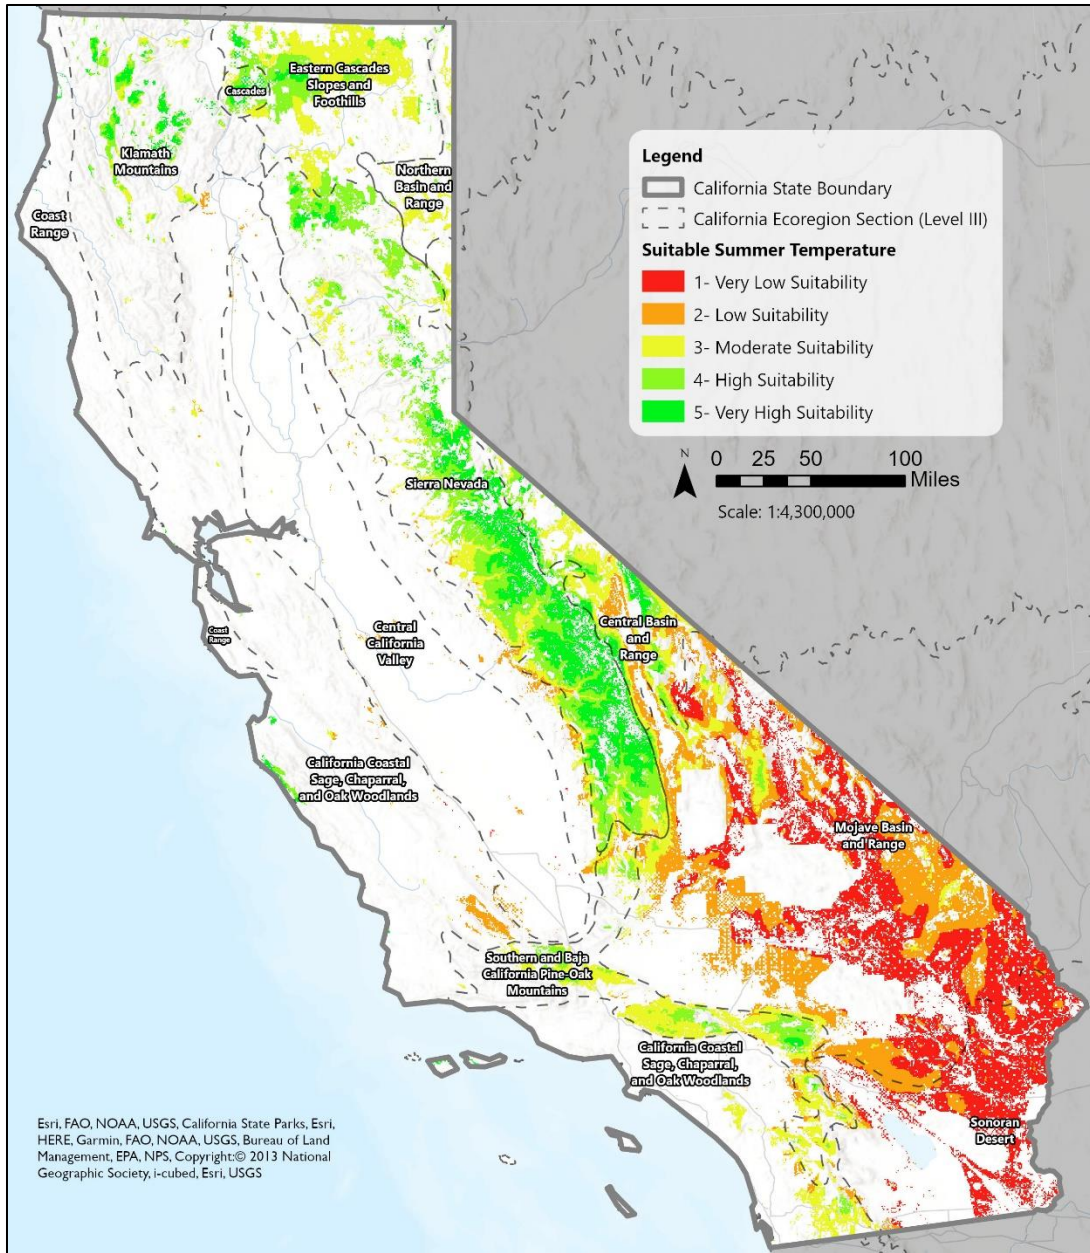 Eastern Cascades
Slopes and
Foothills
Cascades
Klamath
Mountains
Northern
Basin and
Range
Coast
Range
Legend
California State Boundary
California Ecoregion Section (Level III)
Suitable Summer Temperature
1- Very Low Suitability
2- Low Suitability
3- Moderate Suitability
4- High Suitability
5- Very High Suitability
N
0 25 50 100
Miles
Scale: 1:4,300,000
Sierra Nevada
Central Basin
and
Range
Coast
Range
Central
California
Valley
California Coastal
Sage, Chaparral,
and Oak Woodlands
Mojave Basin
and Range
Southern and Baja
California Pine-Oak
Mountains
California Coastal
Sage, Chaparral,
and Oak Woodlands
Sonoran
Desert
Esri, FAO, NOAA, USGS, California State Parks, Esri,
HERE, Garmin, FAO, NOAA, USGS, Bureau of Land
Management, EPA, NPS, Copyright:© 2013 National
Geographic Society, i-cubed, Esri, USGS